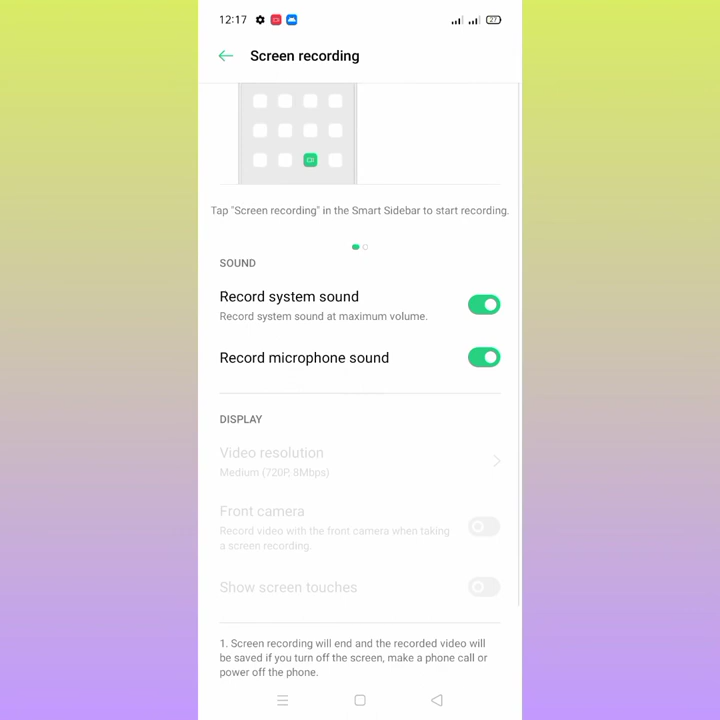 12:17
27
Screen recording
Tap "Screen recording" in the Smart Sidebar to start recording.
SOUND
Record system sound
Record system sound at maximum volume.
Record microphone sound
DISPLAY
Video resolution
Medium (720P, 8Mbps)
Front camera
Record video with the front camera when taking
a screen recording.
Show screen touches
1. Screen recording will end and the recorded video will
be saved if you turn off the screen, make a phone call or
power off the phone.